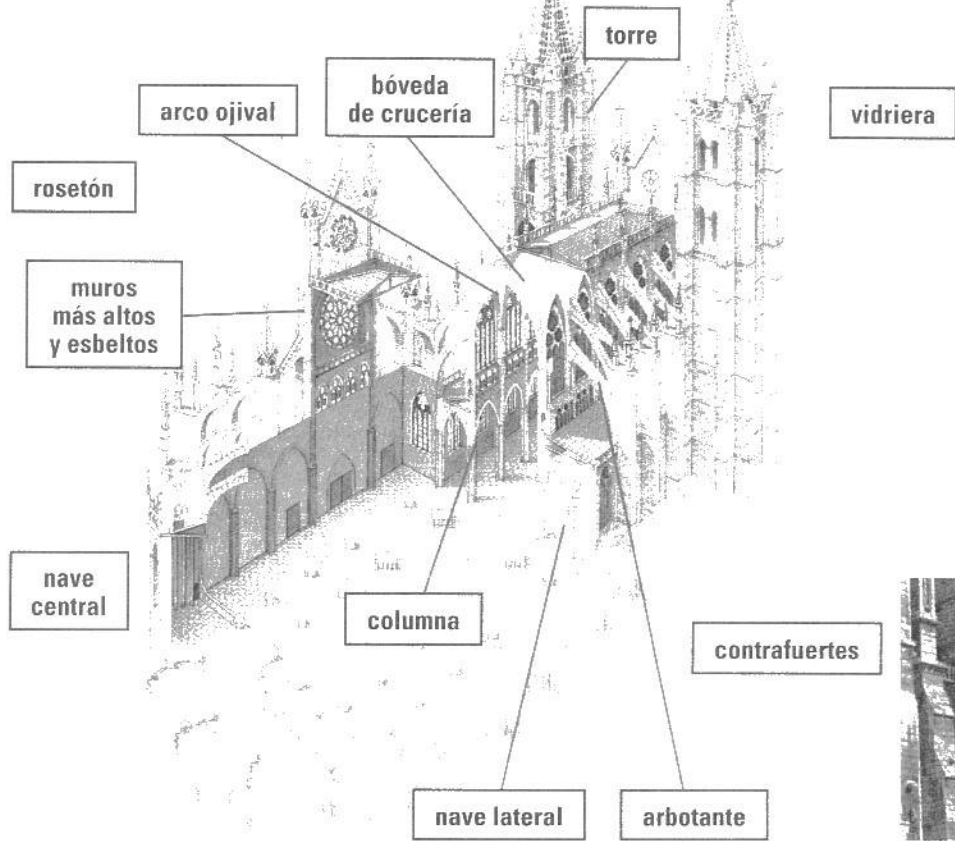 torre
bóveda
de crucería
arco ojival
vidriera
rosetón
muros
más altos
y esbeltos
nave
central
columna
contrafuertes
nave lateral
arbotante